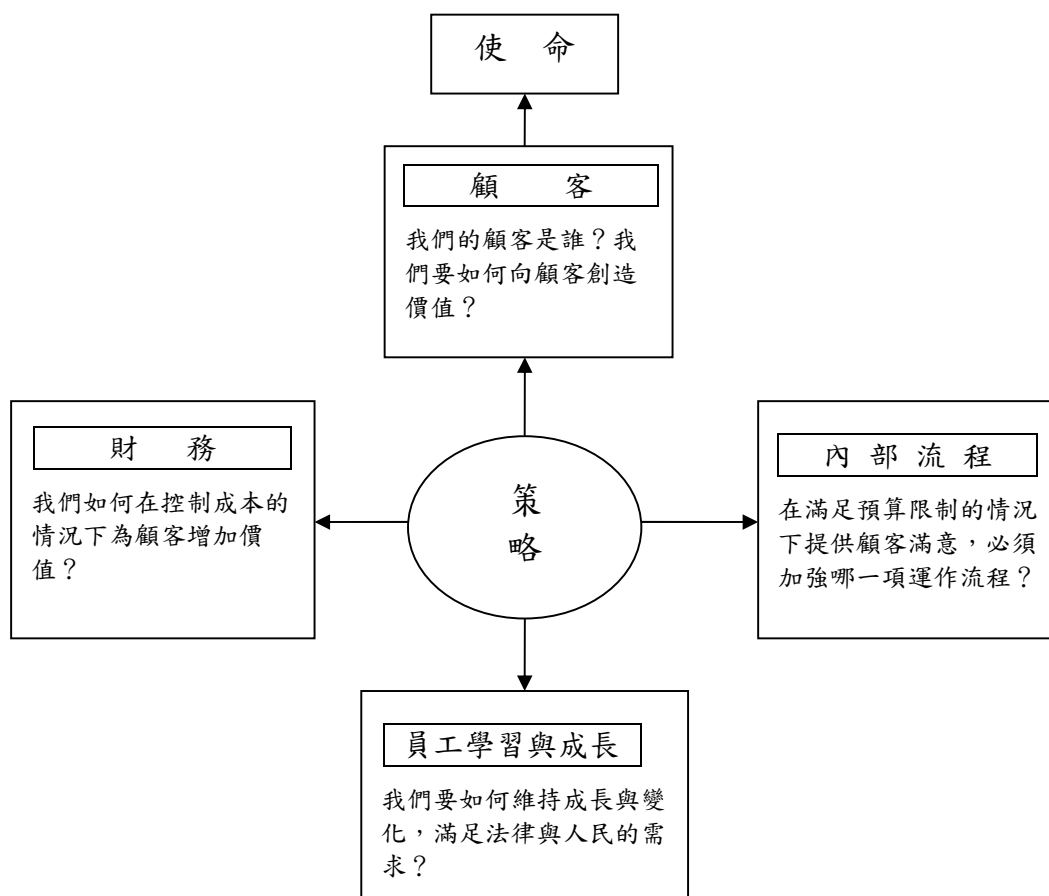 使 命
顧 客
我們的顧客是誰？我
們要如何向顧客創造
價值？
財 務
我們如何在控制成本的
情況下為顧客增加價
值？
策
略
內部流程
在滿足預算限制的情況
下提供顧客滿意，必須
加強哪一項運作流程？
員工學習與成長
我們要如何維持成長與變
化，滿足法律與人民的需
求？